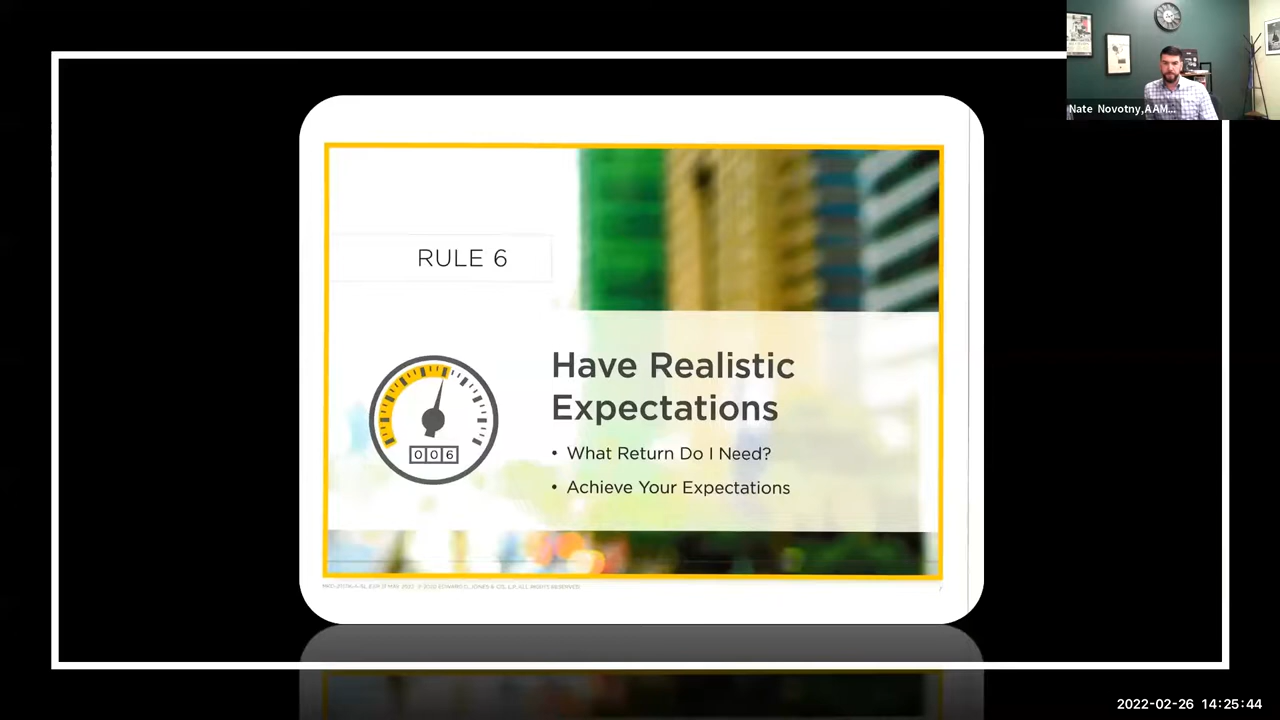 Nate Novotny,AAM...
RULE 6
Have Realistic
Expectations
006
• What Return Do I Need?
• Achieve Your Expectations
7
2022-02-26 14:25:44